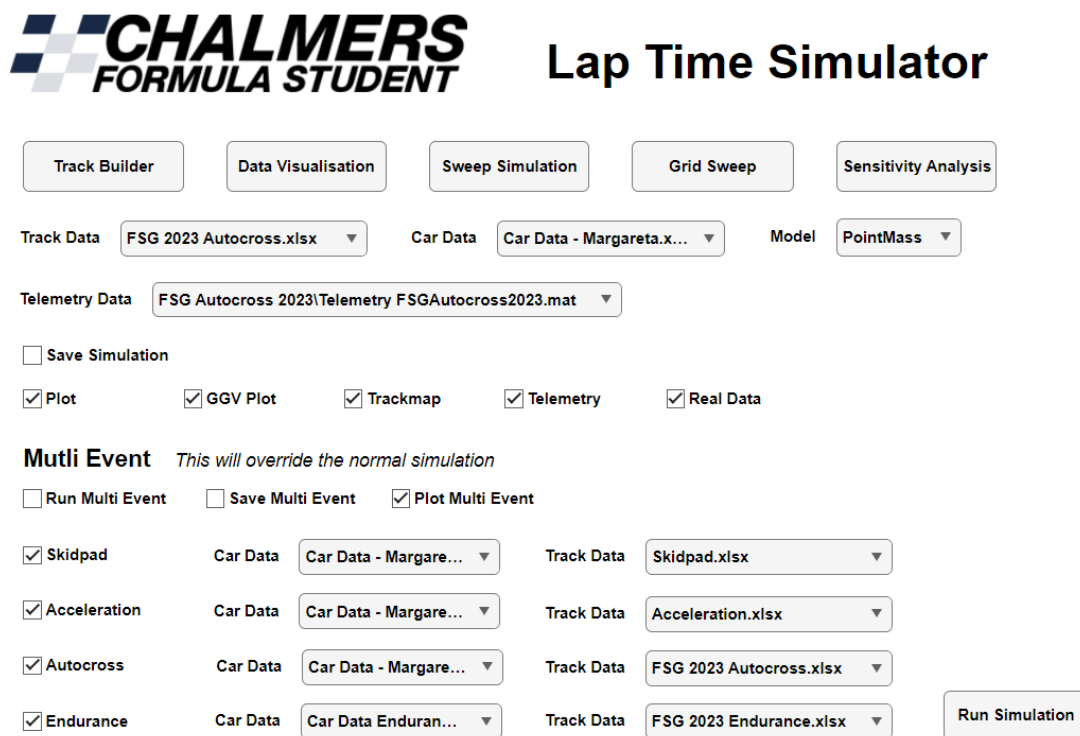 CHALMERS
FORMULA STUDENT
Lap Time Simulator
Track Builder
Data Visualisation
Sweep Simulation
Grid Sweep
Sensitivity Analysis
Track Data
FSG 2023 Autocross.xlsx
Car Data
Car Data - Margareta.x...
Model
PointMass
Telemetry Data
FSG Autocross 2023\Telemetry FSGAutocross2023.mat
Save Simulation
Plot
GGV Plot
Trackmap
Telemetry
Real Data
Mutli Event
This will override the normal simulation
Run Multi Event
Save Multi Event
Plot Multi Event
Skidpad
Car Data
Car Data - Margare...
Track Data
Skidpad.xlsx
Acceleration
Car Data
Car Data - Margare...
Track Data
Acceleration.xlsx
Autocross
Car Data
Car Data - Margare...
Track Data
FSG 2023 Autocross.xlsx
Endurance
Car Data
Car Data Enduran...
Track Data
FSG 2023 Endurance.xlsx
Run Simulation